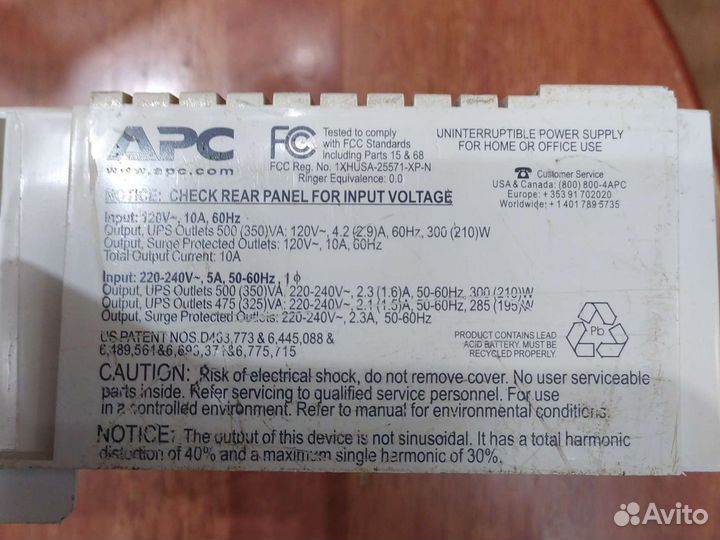 APC
www.apc.com
FC
Tested to comply
with FCC Standards
Including Parts 15 & 68
FCC Reg. No. 1XHUSA-25571-XP-N
Ringer Equivalence: 0.0
UNINTERRUPTIBLE POWER SUPPLY
FOR HOME OR OFFICE USE
Customer Service
USA & Canada: (800) 800-4APC
Europe: +353 91 702020
Worldwide: +1 401 789 5735
NOTICE: CHECK REAR PANEL FOR INPUT VOLTAGE
Input: 120V~, 10A, 60Hz
Output, UPS Outlets 500 (350)VA: 120V~, 4.2 (2.9)A, 60Hz, 300 (210)W
Output, Surge Protected Outlets: 120V~, 10A, 60Hz
Total Output Current: 10A
Input: 220-240V~, 5A, 50-60Hz, 1ϕ
Output, UPS Outlets 500 (350)VA: 220-240V~, 2.3 (1.6)A, 50-60Hz, 300 (210)W
Output, UPS Outlets 475 (325)VA: 220-240V~, 2.1 (1.5)A, 50-60Hz, 285 (195)W
Output, Surge Protected Outlets: 220-240V~, 2.3A, 50-60Hz
US PATENT NOS. & 6,445,088 &
& 6,775,715
PRODUCT CONTAINS LEAD
ACID BATTERY. MUST BE
RECYCLED PROPERLY.
Pb
CAUTION: Risk of electrical shock, do not remove cover. No user serviceable
parts inside. Refer servicing to qualified service personnel. For use
in a controlled environment. Refer to manual for environmental conditions.
NOTICE: The output of this device is not sinusoidal. It has a total harmonic
distortion of 40% and a maximum single harmonic of 30%.
Avito